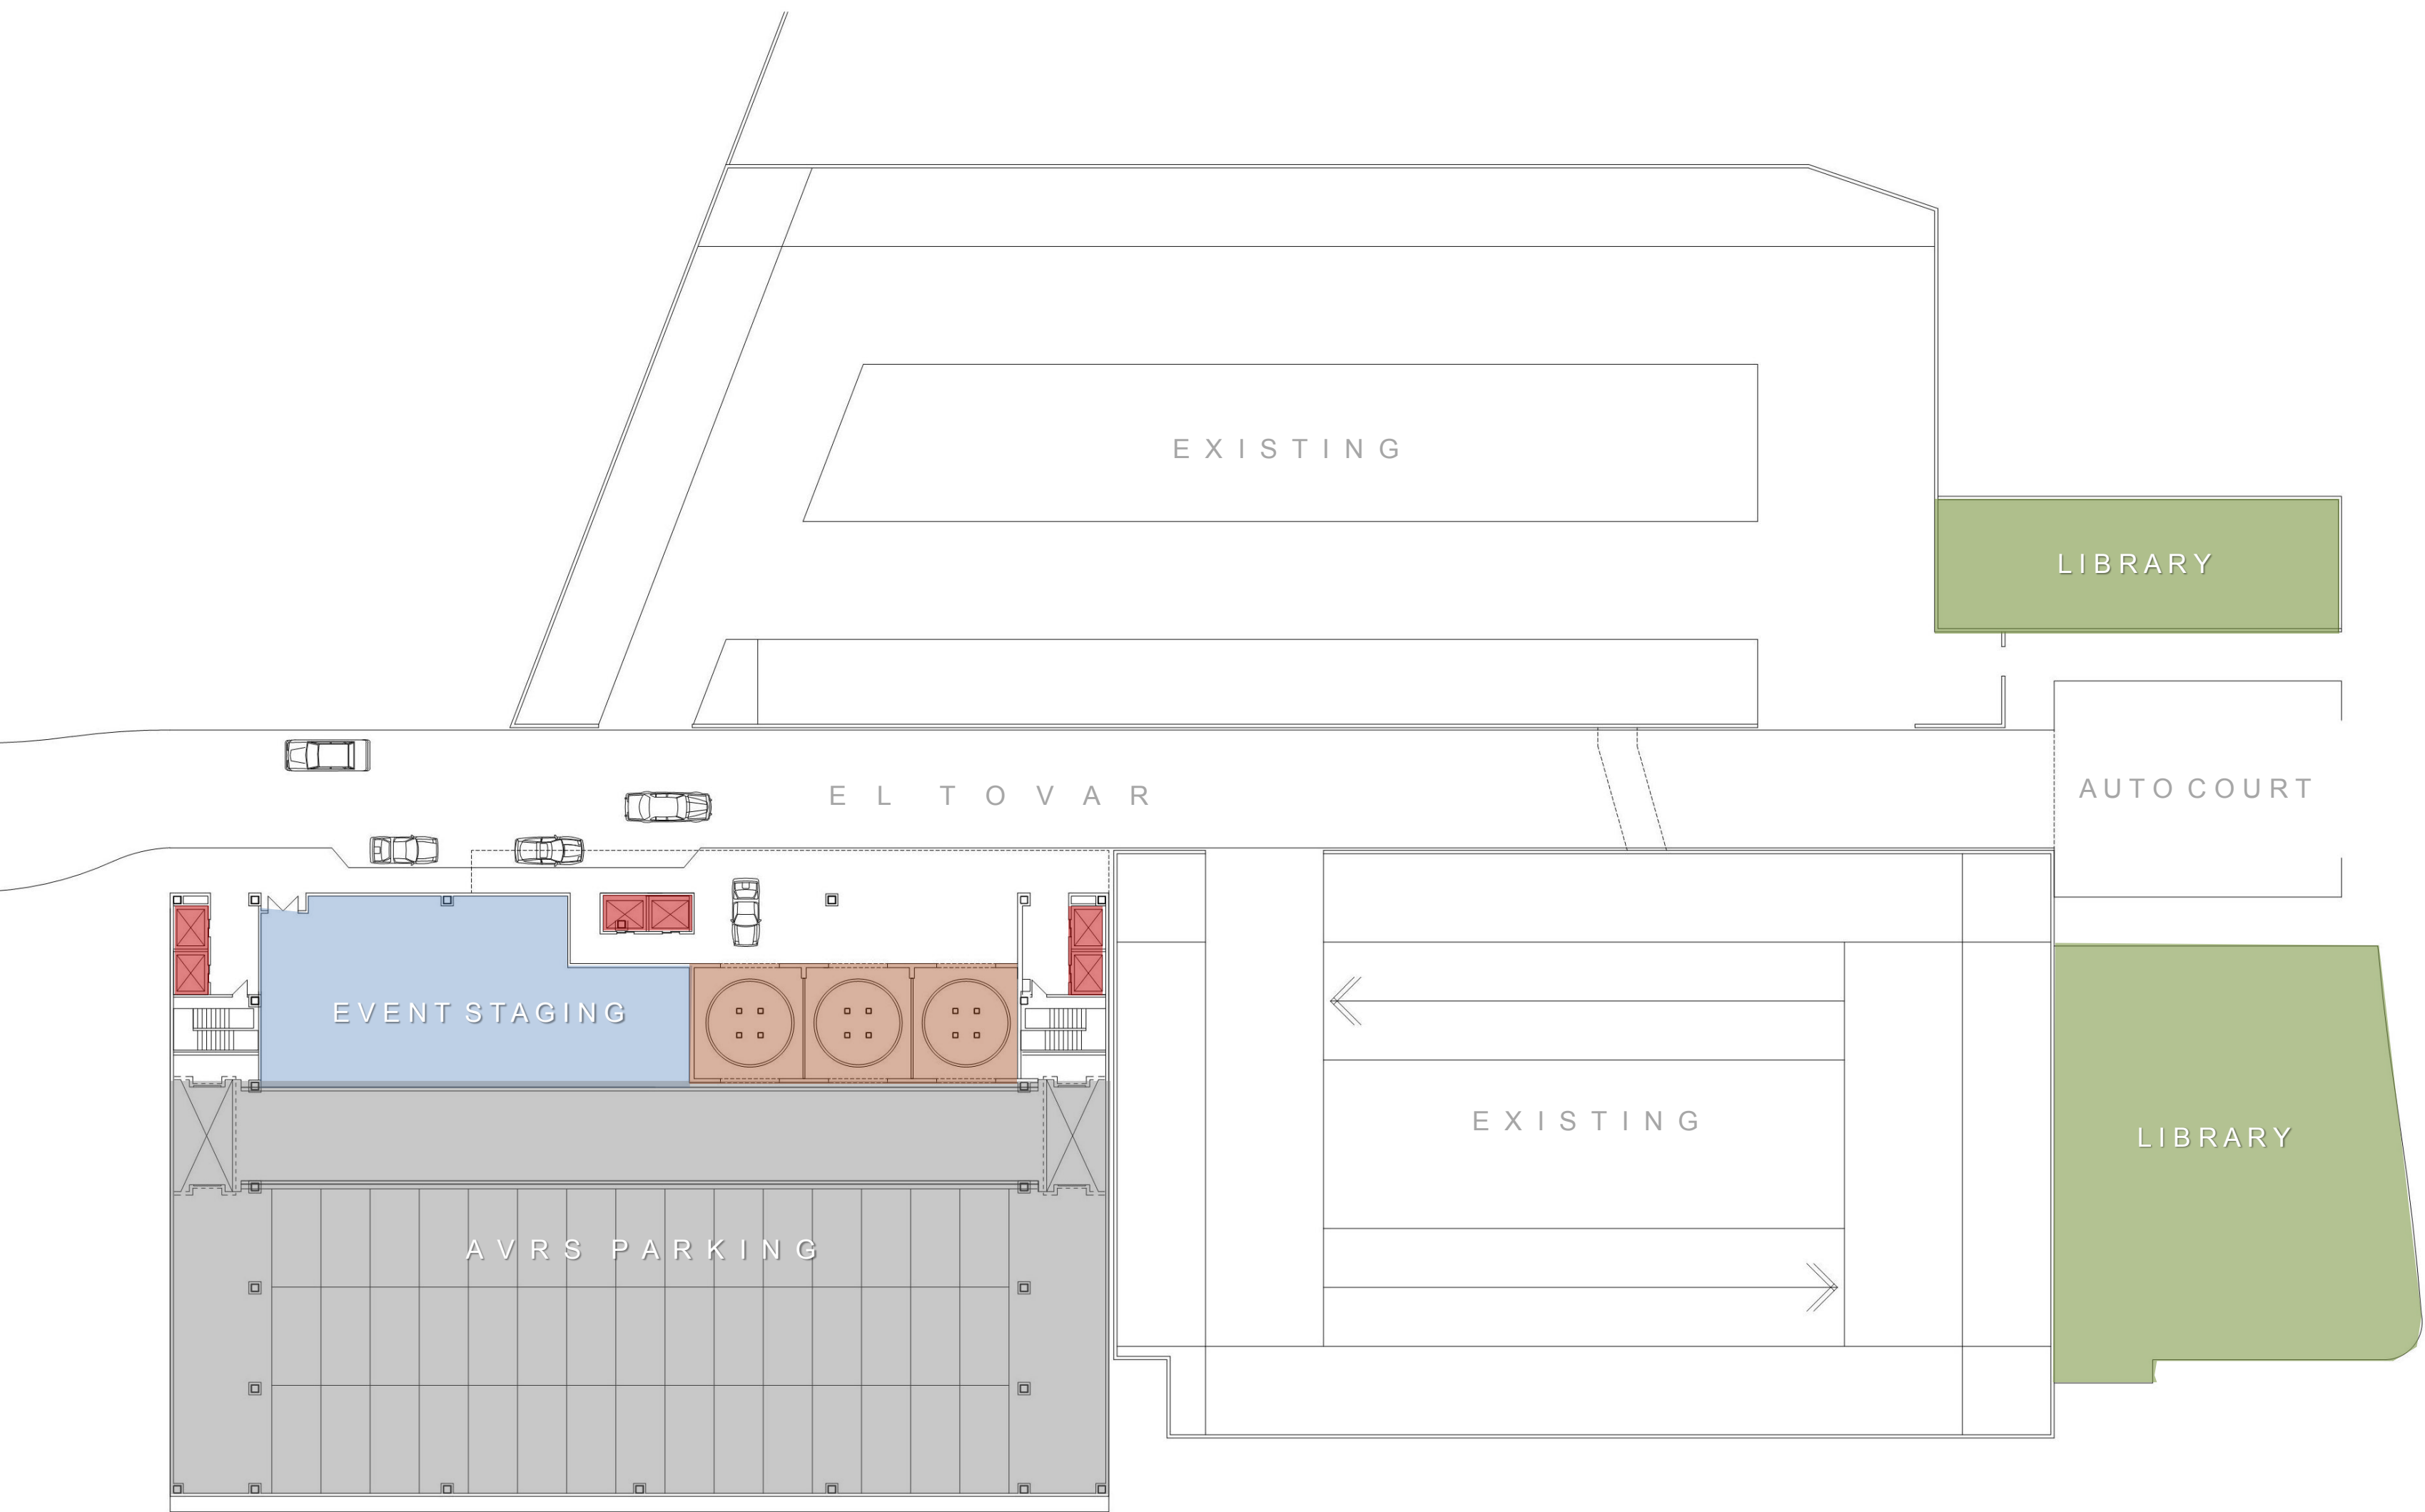 EXISTING
LIBRARY
EL TOVAR
AUTO COURT
EVENT STAGING
EXISTING
LIBRARY
AVRS PARKING